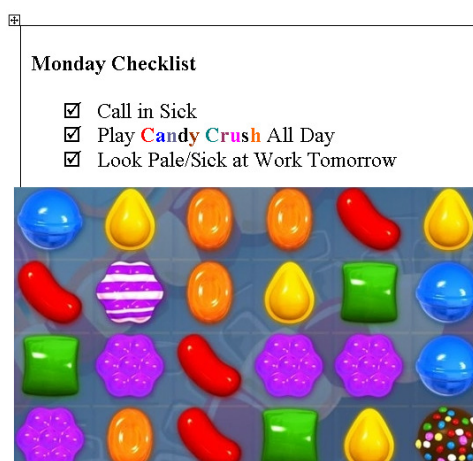 Monday Checklist
Call in Sick
Play Candy Crush All Day
Look Pale/Sick at Work Tomorrow